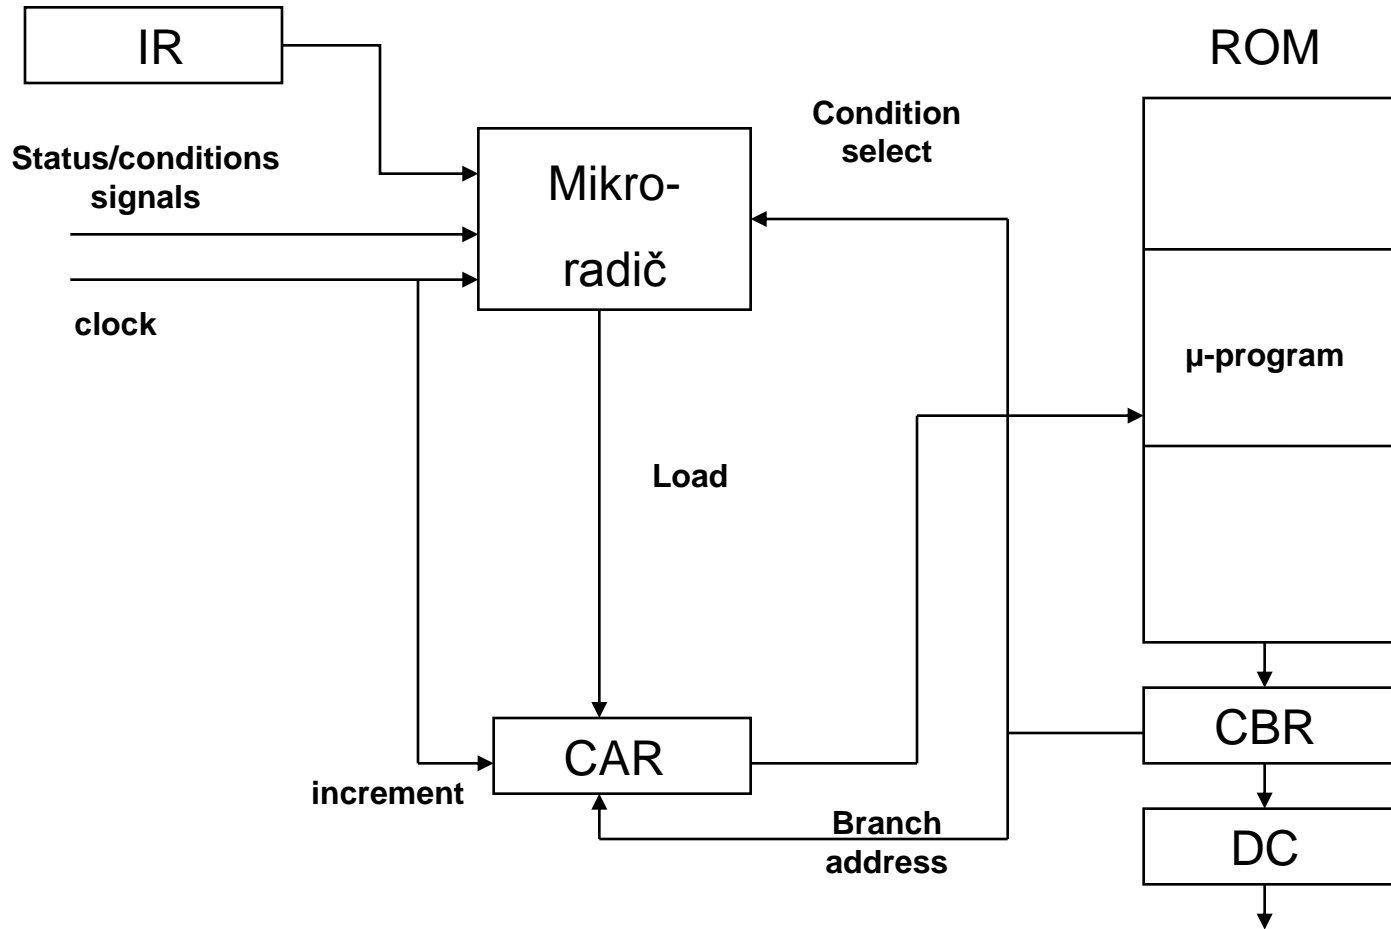 IR
ROM
Condition
select
Status/conditions
signals
Mikro-
radič
clock
µ-program
Load
CBR
CAR
increment
Branch
address
DC